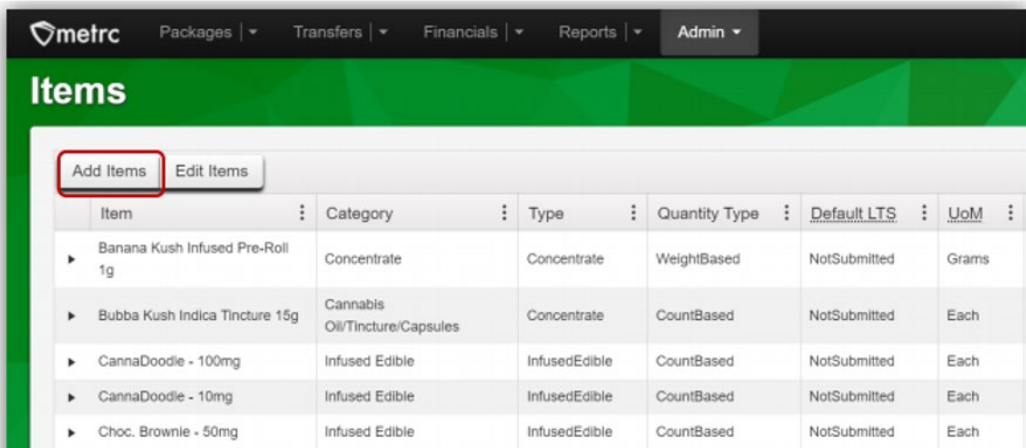 metrc Packages | Transfers | Financials | Reports | Admin
Items
Add Items Edit Items
Item Category Type Quantity Type Default LTS UoM
Banana Kush Infused Pre-Roll
1g Concentrate Concentrate WeightBased NotSubmitted Grams
Bubba Kush Indica Tincture 15g Cannabis
Oil/Tincture/Capsules Concentrate CountBased NotSubmitted Each
CannaDoodle - 100mg Infused Edible InfusedEdible CountBased NotSubmitted Each
CannaDoodle - 10mg Infused Edible InfusedEdible CountBased NotSubmitted Each
Choc. Brownie - 50mg Infused Edible InfusedEdible CountBased NotSubmitted Each